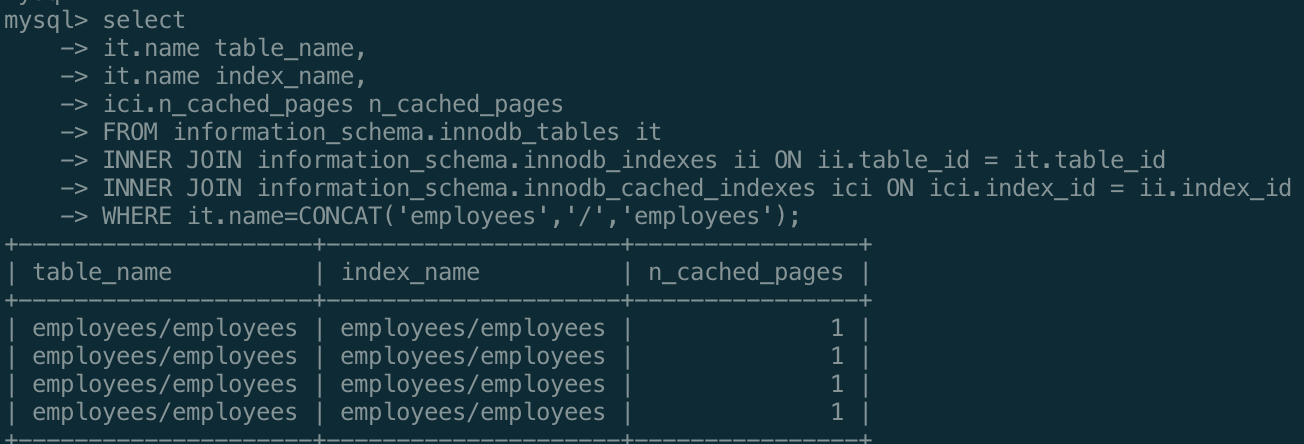 mysql> select
    -> it.name table_name,
    -> it.name index_name,
    -> ici.n_cached_pages n_cached_pages
    -> FROM information_schema.innodb_tables it
    -> INNER JOIN information_schema.innodb_indexes ii ON ii.table_id = it.table_id
    -> INNER JOIN information_schema.innodb_cached_indexes ici ON ici.index_id = ii.index_id
    -> WHERE it.name=CONCAT('employees','/','employees');
+---------------------+---------------------+----------------+
| table_name          | index_name          | n_cached_pages |
+---------------------+---------------------+----------------+
| employees/employees | employees/employees |              1 |
| employees/employees | employees/employees |              1 |
| employees/employees | employees/employees |              1 |
| employees/employees | employees/employees |              1 |
+---------------------+---------------------+----------------+